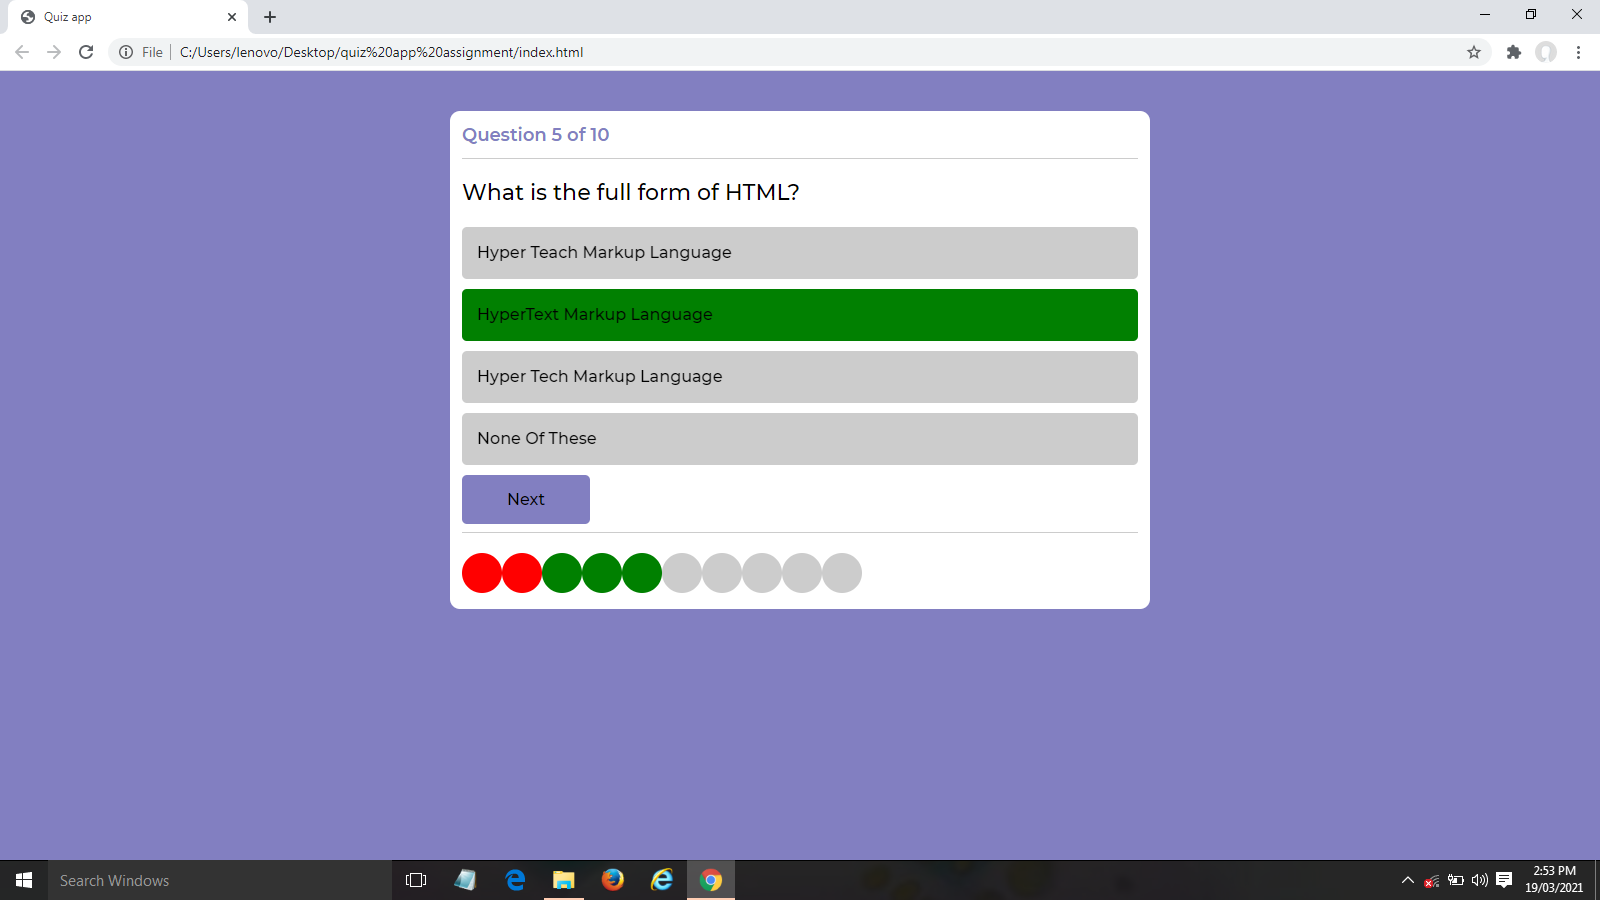 Quiz app
File
C:/Users/lenovo/Desktop/quiz%20app%20assignment/index.html
Question 5 of 10
What is the full form of HTML?
Hyper Teach Markup Language
HyperText Markup Language
Hyper Tech Markup Language
None Of These
Next
Search Windows
2:53 PM
19/03/2021